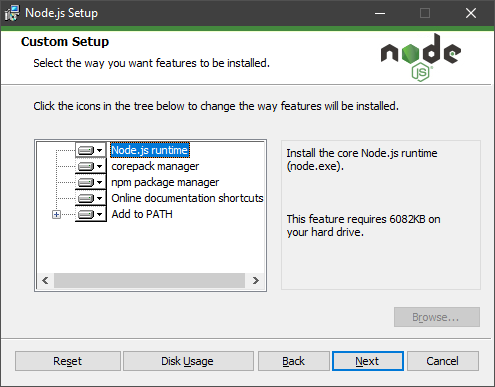 Node.js Setup
Custom Setup
Select the way you want features to be installed.
node
JS
Click the icons in the tree below to change the way features will be installed.
Node.js runtime
corepack manager
npm package manager
Online documentation shortcuts
Add to PATH
Install the core Node.js runtime
(node.exe).
This feature requires 6082KB on
your hard drive.
Browse...
Reset
Disk Usage
Back
Next
Cancel